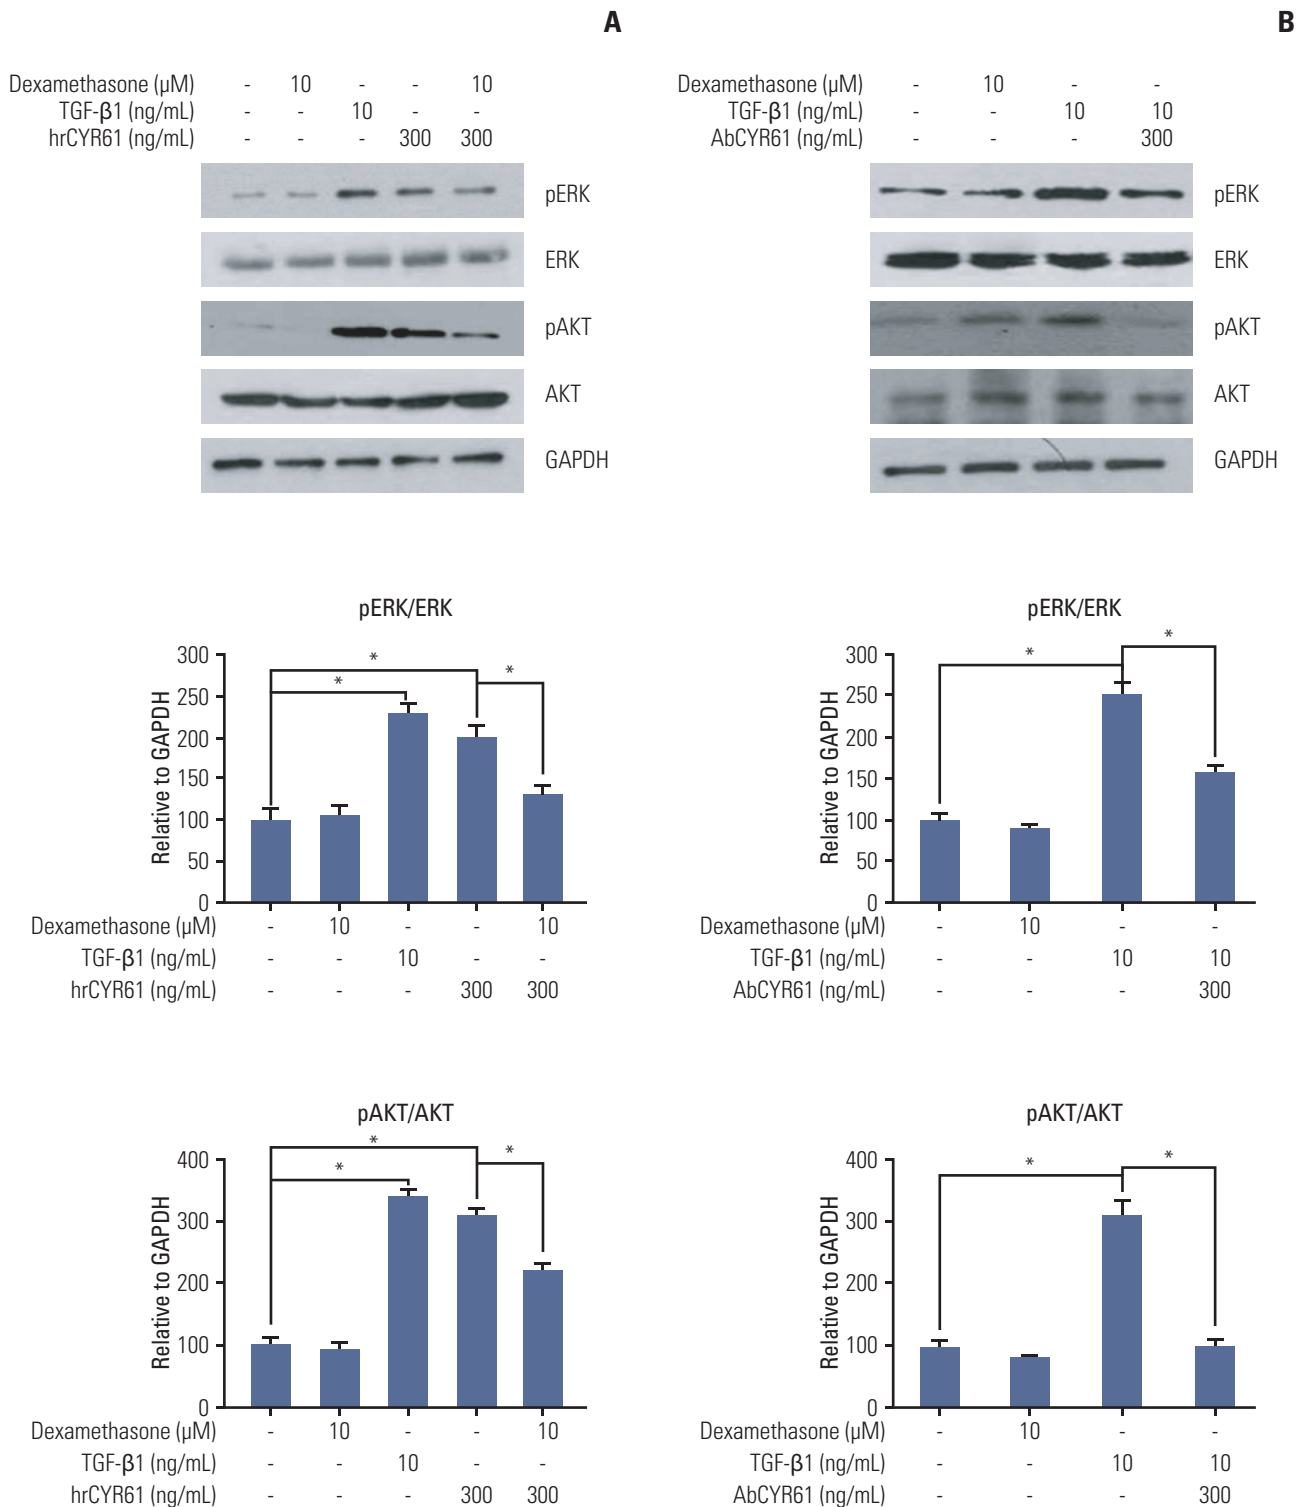 A
Dexamethasone (µM) - 10 - - 10
TGF-β1 (ng/mL) - - 10 - -
hrCYR61 (ng/mL) - - - 300 300
pERK
ERK
pAKT
AKT
GAPDH
B
Dexamethasone (µM) - 10 - -
TGF-β1 (ng/mL) - - 10 10
AbCYR61 (ng/mL) - - - 300
pERK
ERK
pAKT
AKT
GAPDH
pERK/ERK
Relative to GAPDH
300
250
200
150
100
50
0
*
*
*
Dexamethasone (µM) - 10 - - 10
TGF-β1 (ng/mL) - - 10 - -
hrCYR61 (ng/mL) - - - 300 300
pERK/ERK
Relative to GAPDH
300
250
200
150
100
50
0
*
*
Dexamethasone (µM) - 10 - -
TGF-β1 (ng/mL) - - 10 10
AbCYR61 (ng/mL) - - - 300
pAKT/AKT
Relative to GAPDH
400
300
200
100
0
*
*
*
Dexamethasone (µM) - 10 - - 10
TGF-β1 (ng/mL) - - 10 - -
hrCYR61 (ng/mL) - - - 300 300
pAKT/AKT
Relative to GAPDH
400
300
200
100
0
*
*
Dexamethasone (µM) - 10 - -
TGF-β1 (ng/mL) - - 10 10
AbCYR61 (ng/mL) - - - 300